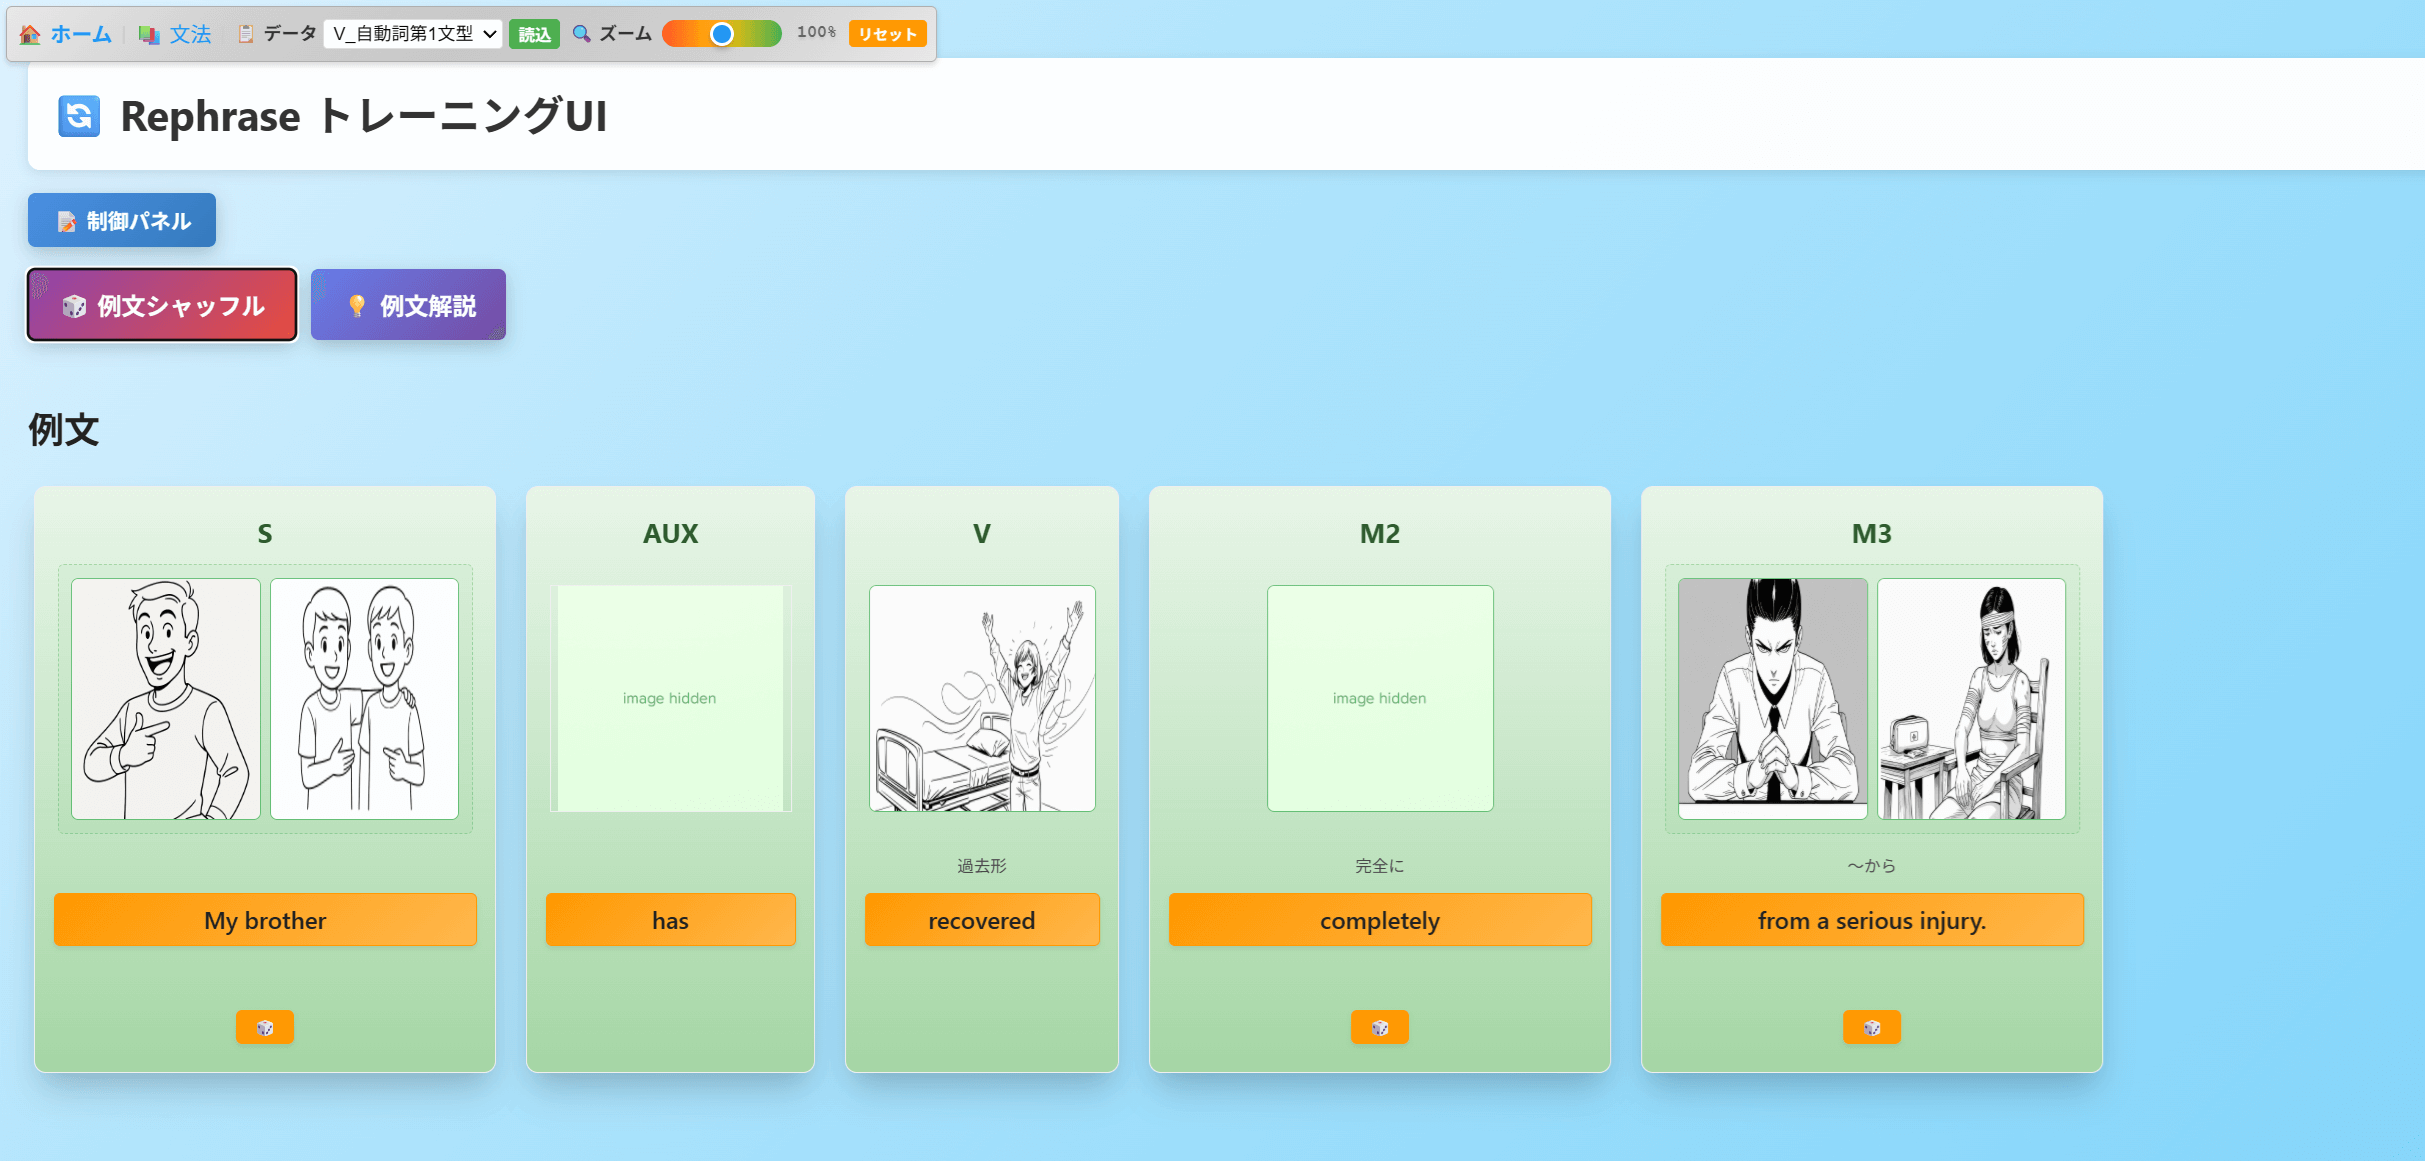 ホーム | 文法 データ V_自動詞第1文型 読込 ズーム 100% リセット
Rephrase トレーニングUI
制御パネル
例文シャッフル 例文解説
例文
S AUX V M2 M3
image hidden image hidden
過去形 完全に ～から
My brother has recovered completely from a serious injury.